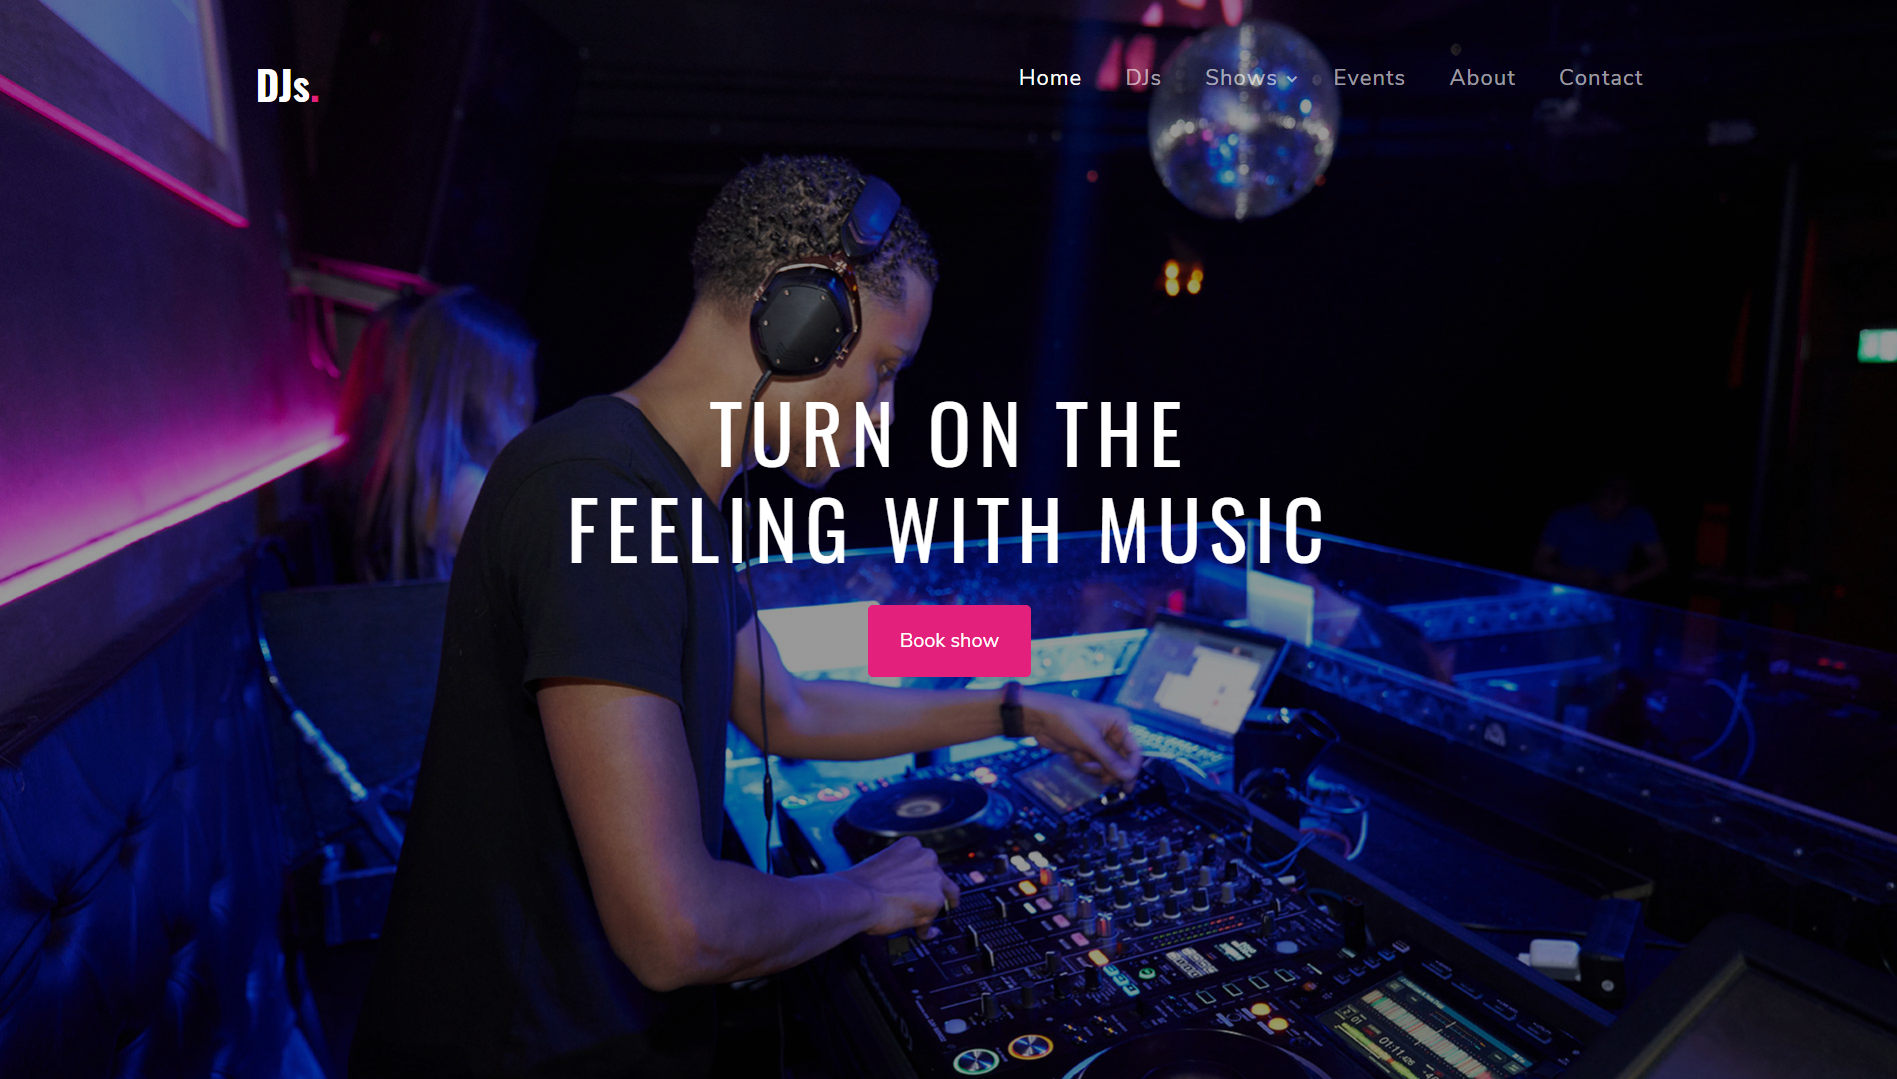 DJs.
Home DJs Shows Events About Contact
TURN ON THE
FEELING WITH MUSIC
Book show